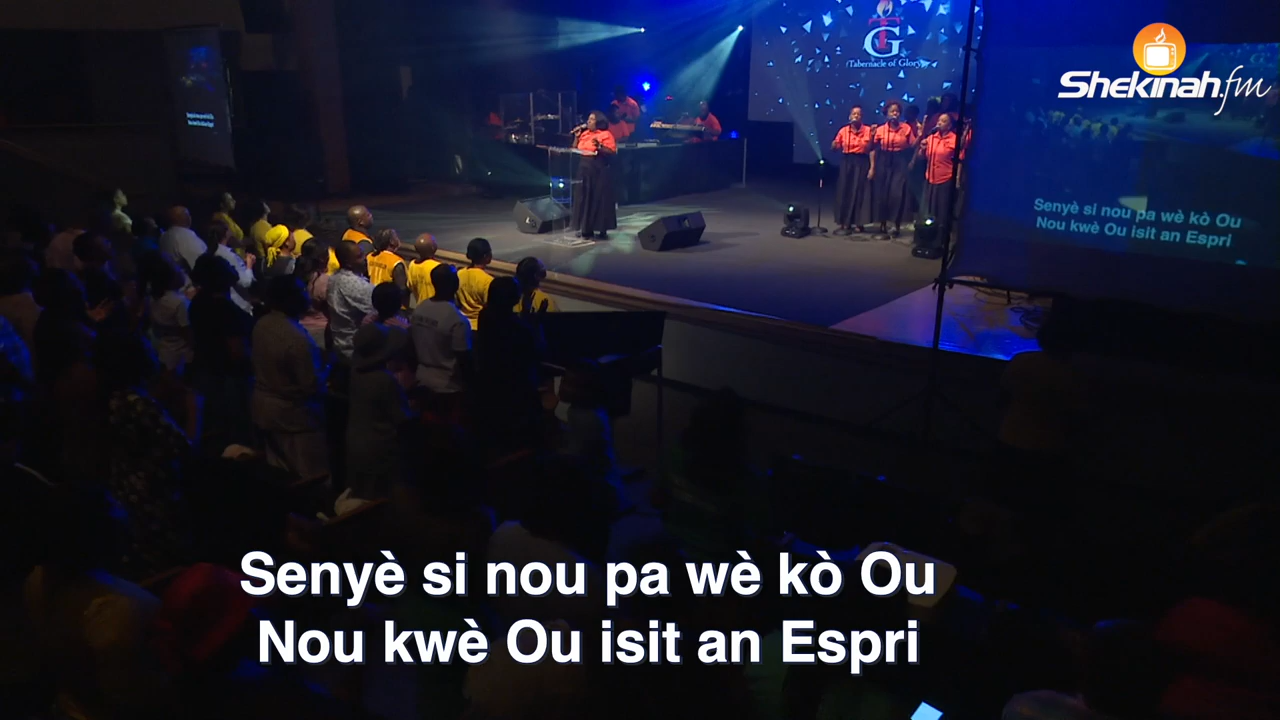 TG
Tabernacle of Glory
Shekinah.fm
Senyè si nou pa wè kò Ou
Nou kwè Ou isit an Espri
Senyè si nou pa wè kò Ou
Nou kwè Ou isit an Espri